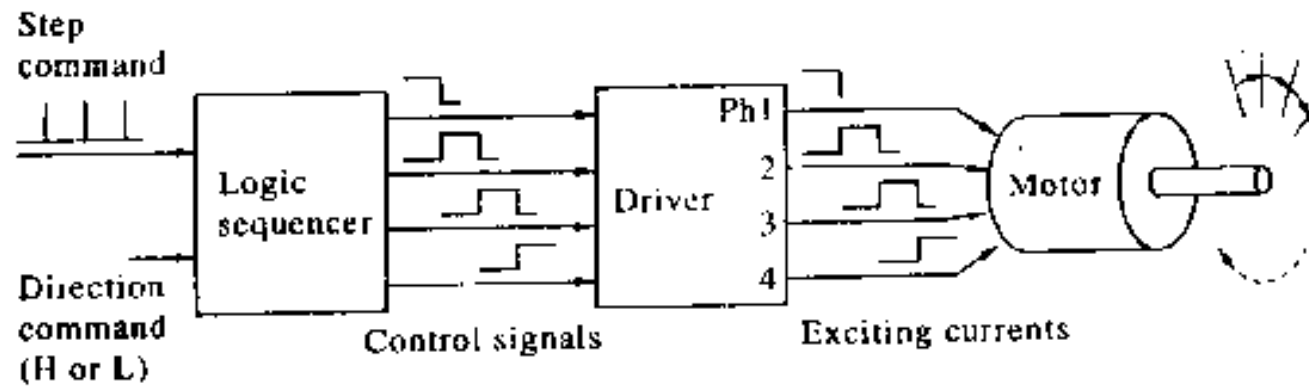 Step
command
Logic
sequencer
Direction
command
(H or L)
Control signals
Driver
Ph1
2
3
4
Exciting currents
Motor